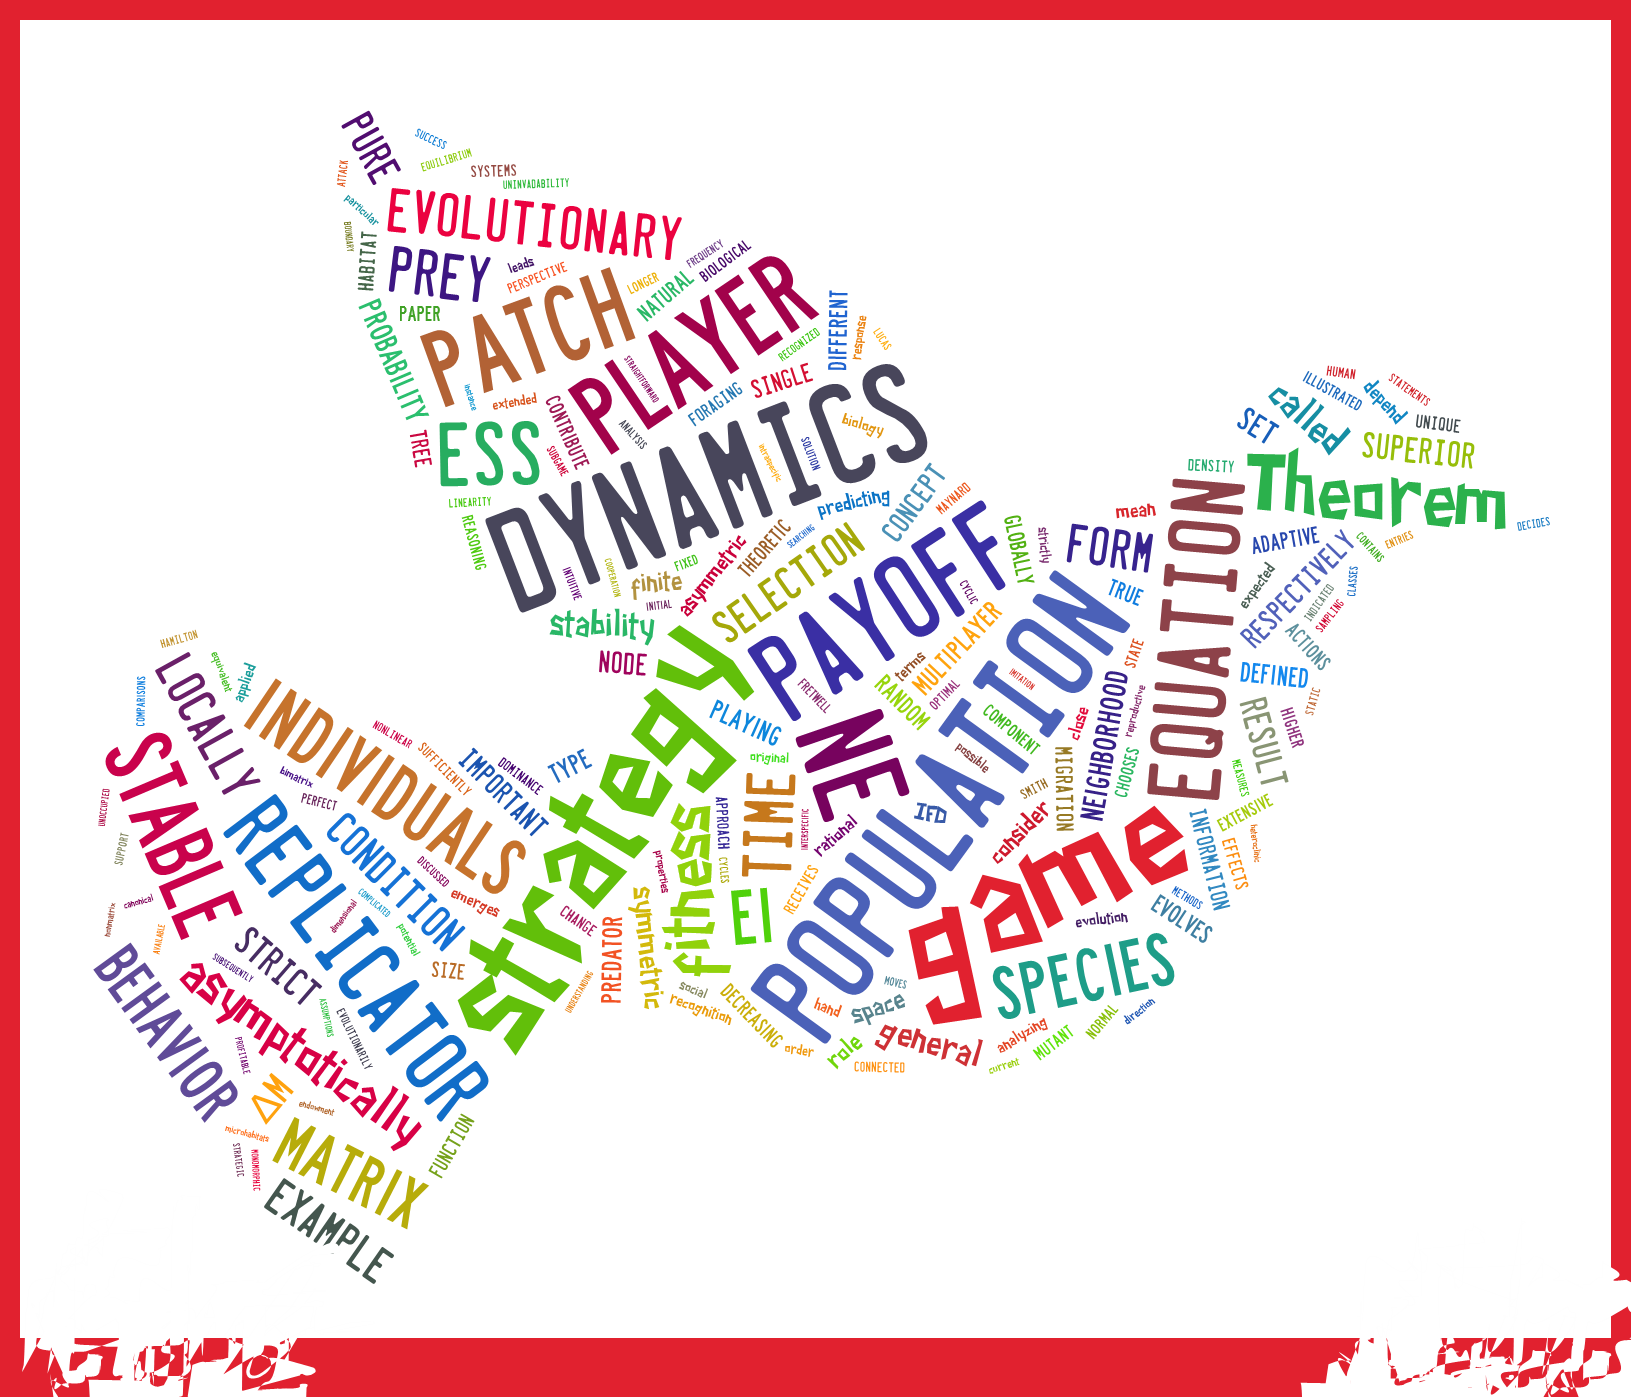 PURE
SUCCESS
EQUILIBRIUM
SYSTEMS
UNINVADABILITY
ATTACK
particular
BOUNDARY
HABITAT
EVOLUTIONARY
PREY
leads
PERSPECTIVE
PAPER
PROBABILITY
PATCH
LONGER
NATURAL
FREQUENCY
BIOLOGICAL
PLAYER
STRAIGHTFORWARD
RECOGNIZED
DIFFERENT
response
LUCAS
instance
extended
CONTRIBUTE
ANALYSIS
FORAGING
SINGLE
TREE
ESS
SUBGAME
biology
intraspecific
SOLUTION
DYNAMICS
LINEARITY
REASONING
INTUITIVE
COOPERATION
finite
FIXED
INITIAL
asymmetric
THEORETIC
SEARCHING
predicting
CONCEPT
MAYNARD
SELECTION
stability
NODE
PAYOFF
CYCLIC
GLOBALLY
strictly
mean
FORM
TRUE
HUMAN
STATEMENTS
ILLUSTRATED
depend
UNIQUE
called
SET
SUPERIOR
DENSITY
Theorem
DECIDES
EQUATION
ADAPTIVE
CONTAINS
ENTRIES
RESPECTIVELY
expected
CLASSES
INDICATED
SAMPLING
ACTIONS
DEFINED
STATIC
RESULT
HIGHER
MEASURES
EXTENSIVE
INFORMATION
EFFECTS
heteroclinic
METHODS
EVOLVES
STATE
reproductive
NEIGHBORHOOD
CHOOSES
MIGRATION
close
COMPONENT
IMITATION
MULTIPLAYER
terms
OPTIMAL
RANDOM
FRETWELL
POPULATION
possible
SMITH
consider
IFD
NE
PLAYING
original
TIME
INTERSPECIFIC
rational
RECEIVES
EI
APPROACH
CYCLES
fitness
properties
symmetric
PREDATOR
UNDERSTANDING
social
recognition
DECREASING
order
hand
role
space
MOVES
CONNECTED
general
game
evolution
SPECIES
analyzing
current
MUTANT
NORMAL
direction
strategy
CHANGE
TYPE
DOMINANCE
IMPORTANT
SUFFICIENTLY
NONLINEAR
INDIVIDUALS
applied
equivalent
HAMILTON
LOCALLY
COMPARISONS
STABLE
bimatrix
PERFECT
CONDITION
DISCUSSED
emerges
COMPLICATED
dimensional
potential
SIZE
REPLICATOR
UNOCCUPIED
SUPPORT
canonical
AVAILABLE
STRICT
SUBSEQUENTLY
ASSUMPTIONS
EVOLUTIONARILY
asymptotically
BEHAVIOR
PROFITABLE
endowment
microhabitats
STRATEGIC
MONOMORPHIC
MATRIX
FUNCTION
EXAMPLE